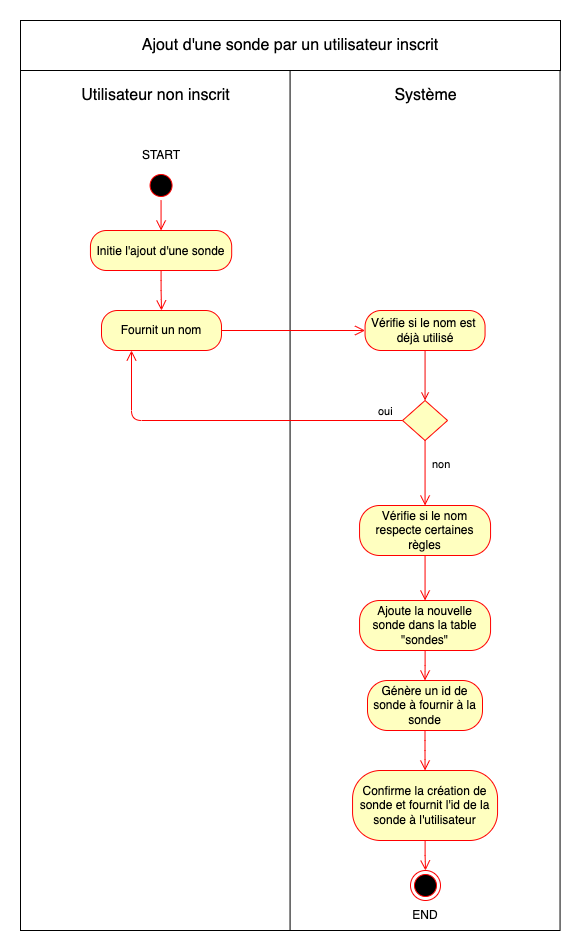 Ajout d'une sonde par un utilisateur inscrit
Utilisateur non inscrit
Système
START
Initie l'ajout d'une sonde
Fournit un nom
Vérifie si le nom est
déjà utilisé
oui
non
Vérifie si le nom
respecte certaines
règles
Ajoute la nouvelle
sonde dans la table
"sondes"
Génère un id de
sonde à fournir à la
sonde
Confirme la création de
sonde et fournit l'id de la
sonde à l'utilisateur
END